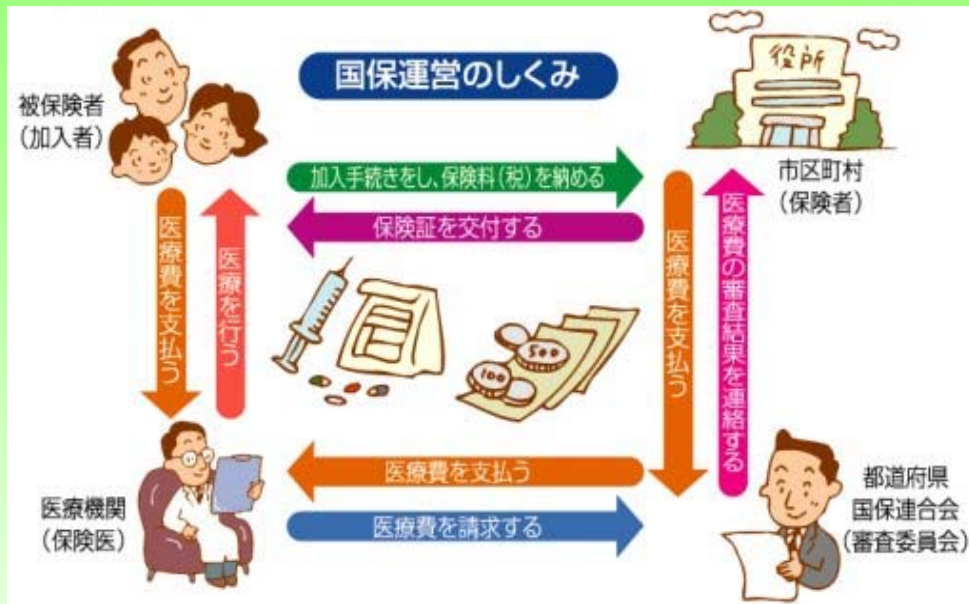 国保運営のしくみ
役所
被保険者
(加入者)
市区町村
(保険者)
加入手続きをし、保険料(税)を納める
保険証を交付する
医療費を支払う
医療を行う
医療費を支払う
医療費の審査結果を連絡する
500
100
医療費を支払う
医療費を請求する
医療機関
(保険医)
都道府県
国保連合会
(審査委員会)